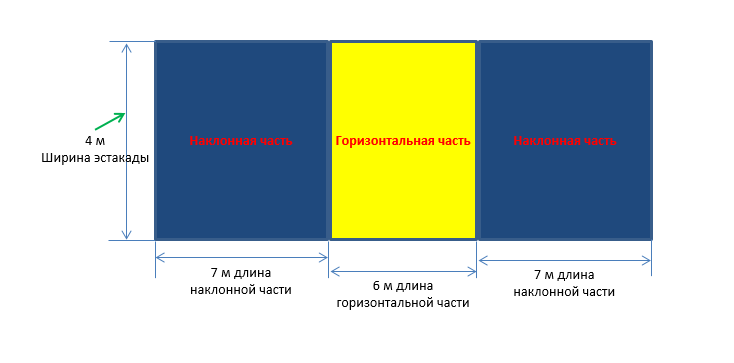 Наклонная часть
Горизонтальная часть
Наклонная часть
4 м
Ширина эстакады
7 м длина
наклонной части
6 м длина
горизонтальной части
7 м длина
наклонной части